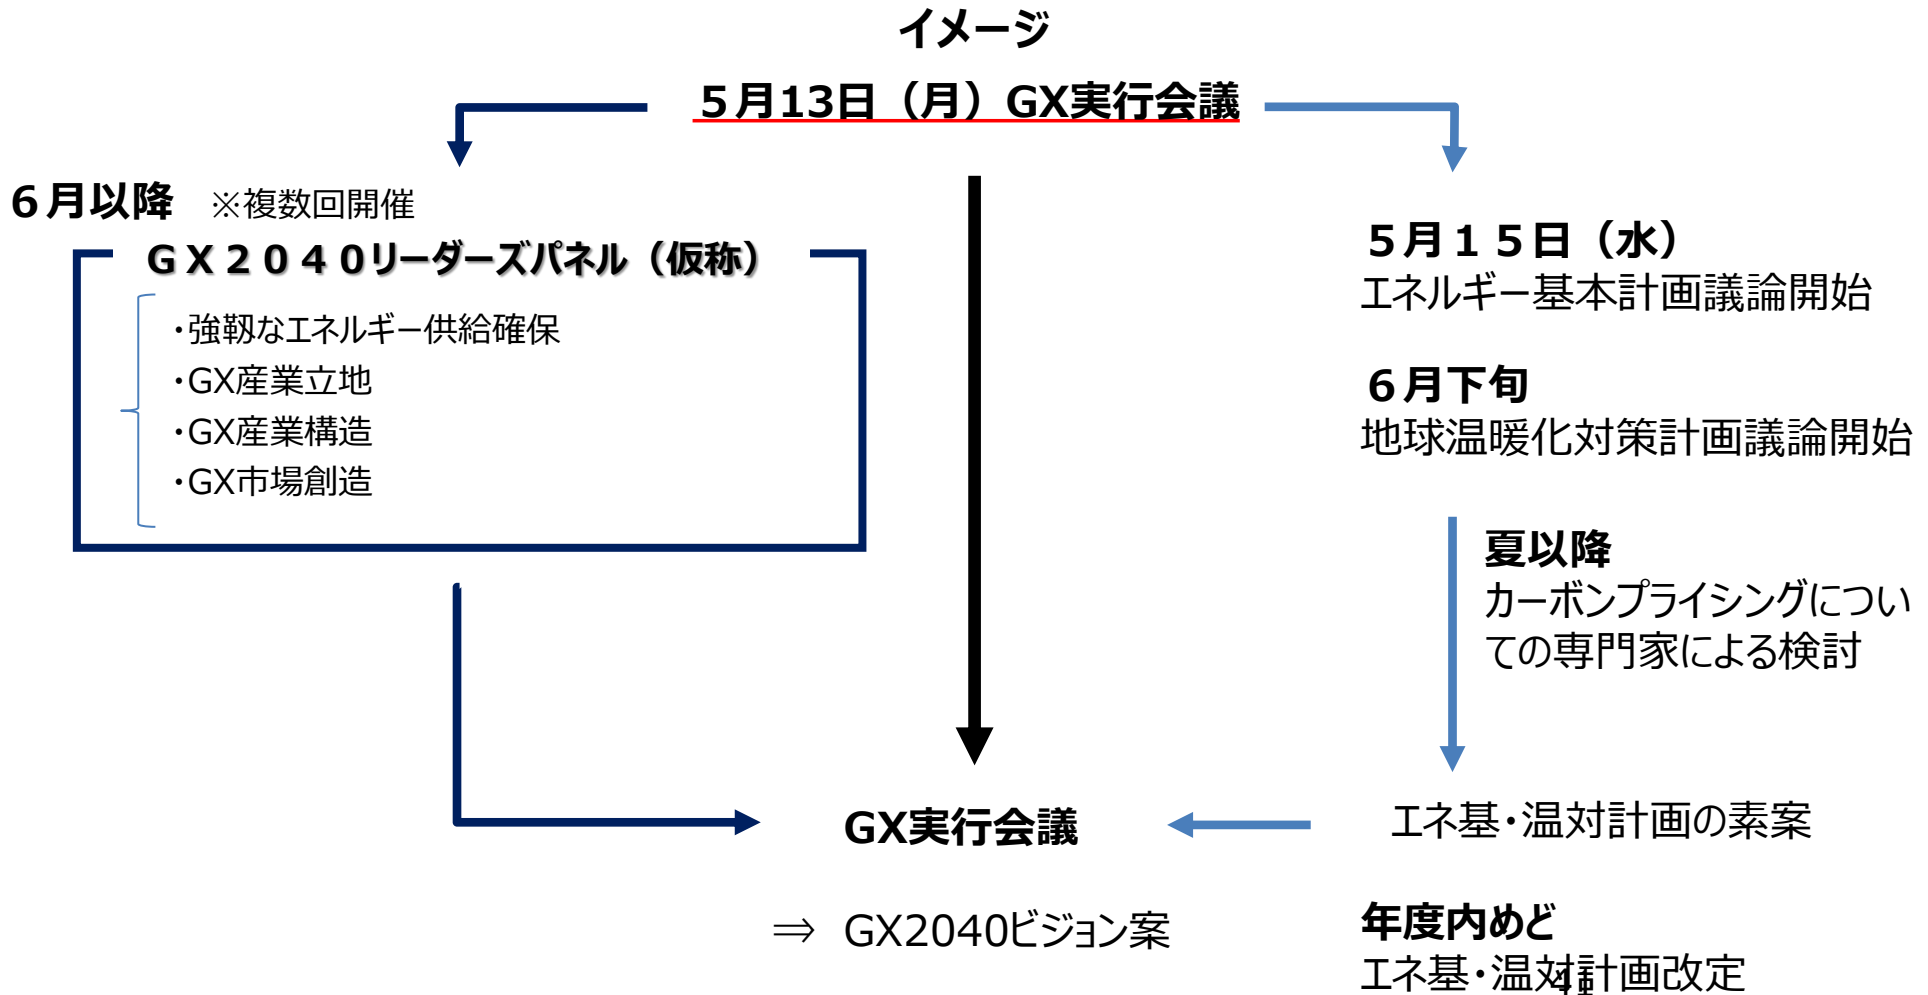 イメージ
５月13日（月）GX実行会議
６月以降　※複数回開催
ＧＸ２０４０リーダーズパネル（仮称）
・強靱なエネルギー供給確保
・GX産業立地
・GX産業構造
・GX市場創造
５月１５日（水）
エネルギー基本計画議論開始
６月下旬
地球温暖化対策計画議論開始
夏以降
カーボンプライシングについ
ての専門家による検討
GX実行会議
エネ基・温対計画の素案
⇒ GX2040ビジョン案
年度内めど
エネ基・温対計画改定
41